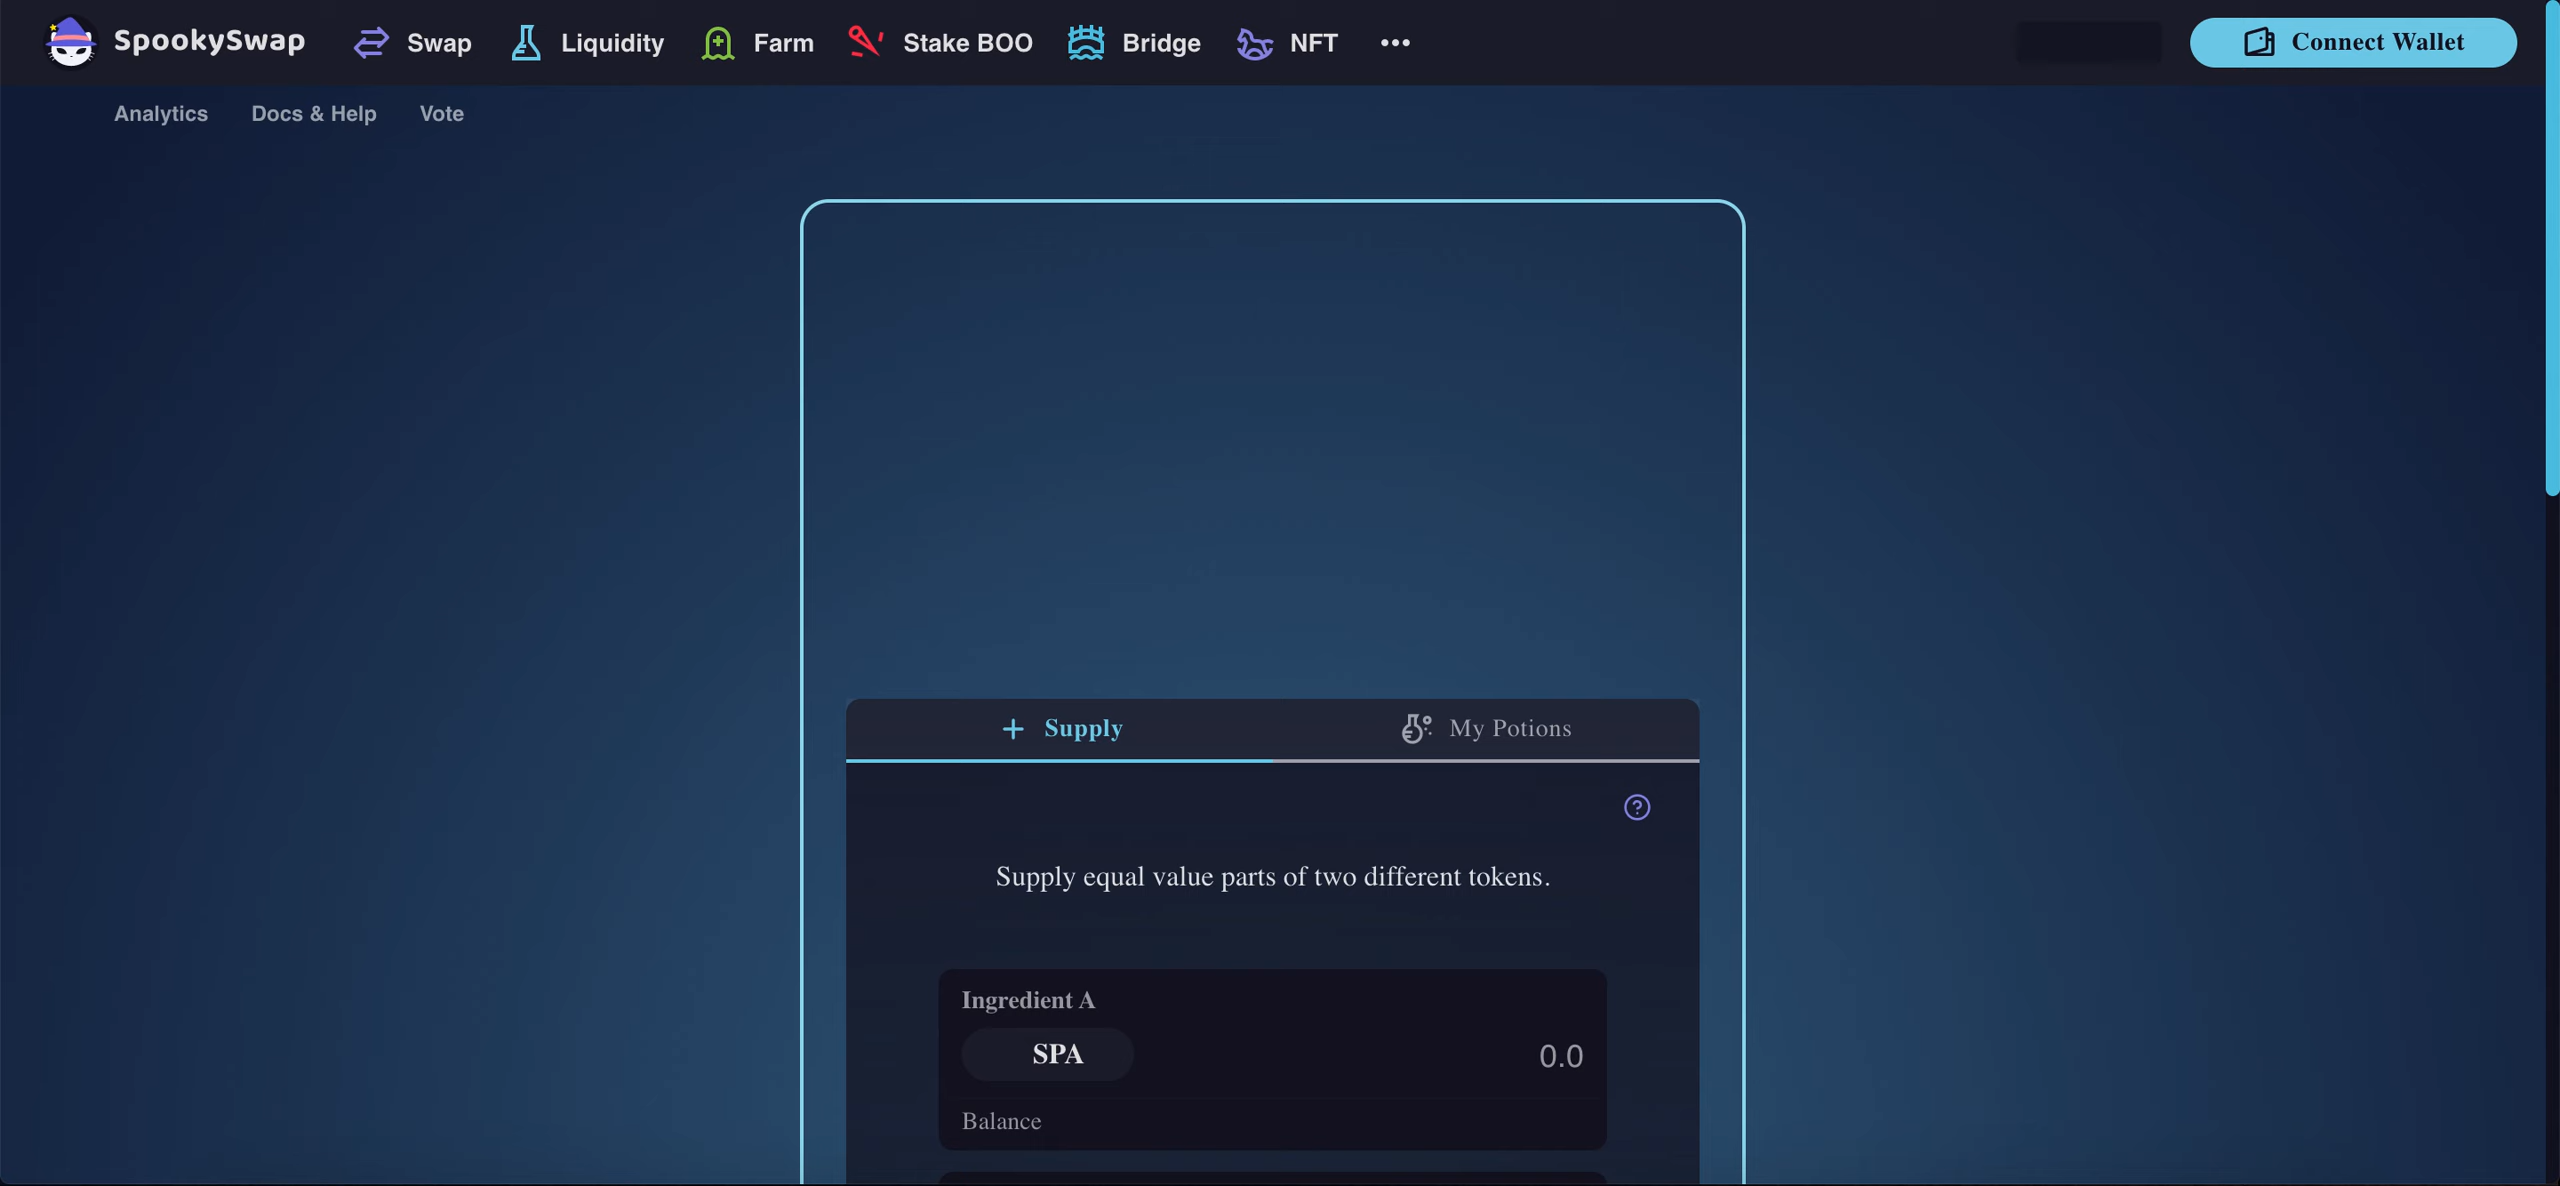 SpookySwap Swap Liquidity Farm Stake BOO Bridge NFT ••• Connect Wallet
Analytics Docs & Help Vote
Supply My Potions
Supply equal value parts of two different tokens.
Ingredient A
SPA 0.0
Balance